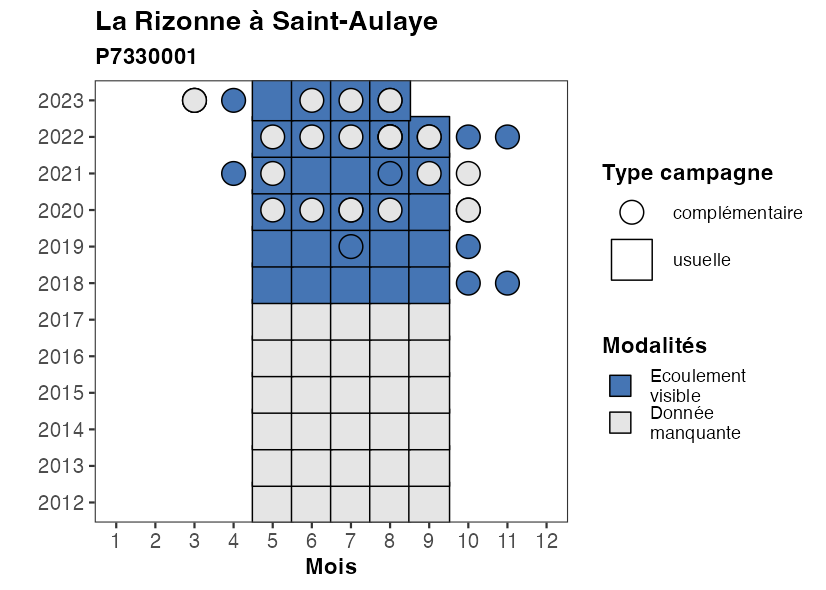 La Rizonne à Saint-Aulaye
P7330001
2023
2022
2021
2020
2019
2018
2017
2016
2015
2014
2013
2012
1 2 3 4 5 6 7 8 9 10 11 12
Mois
Type campagne
complémentaire
usuelle
Modalités
Ecoulement
visible
Donnée
manquante